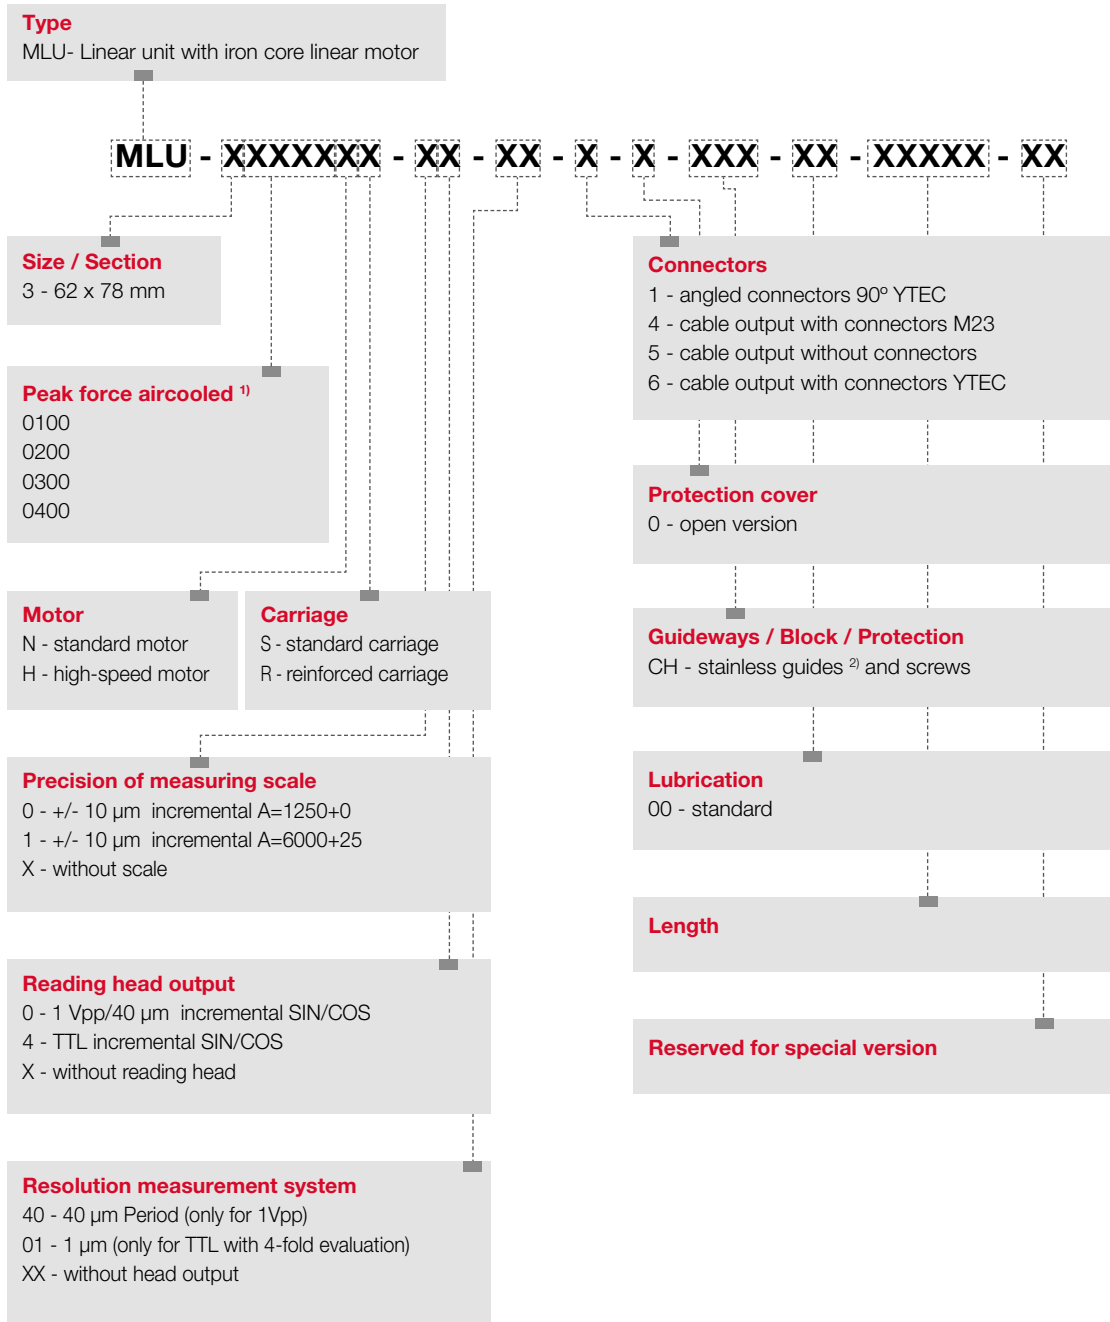 Type
MLU- Linear unit with iron core linear motor
MLU - XXXXXXX - XX - XX - X - X - XXX - XX - XXXXX - XX
Size / Section
3 - 62 x 78 mm
Peak force aircooled 1)
0100
0200
0300
0400
Motor
N - standard motor
H - high-speed motor
Carriage
S - standard carriage
R - reinforced carriage
Precision of measuring scale
0 - +/- 10 µm incremental A=1250+0
1 - +/- 10 µm incremental A=6000+25
X - without scale
Reading head output
0 - 1 Vpp/40 µm incremental SIN/COS
4 - TTL incremental SIN/COS
X - without reading head
Resolution measurement system
40 - 40 µm Period (only for 1Vpp)
01 - 1 µm (only for TTL with 4-fold evaluation)
XX - without head output
Connectors
1 - angled connectors 90º YTEC
4 - cable output with connectors M23
5 - cable output without connectors
6 - cable output with connectors YTEC
Protection cover
0 - open version
Guideways / Block / Protection
CH - stainless guides 2) and screws
Lubrication
00 - standard
Length
Reserved for special version